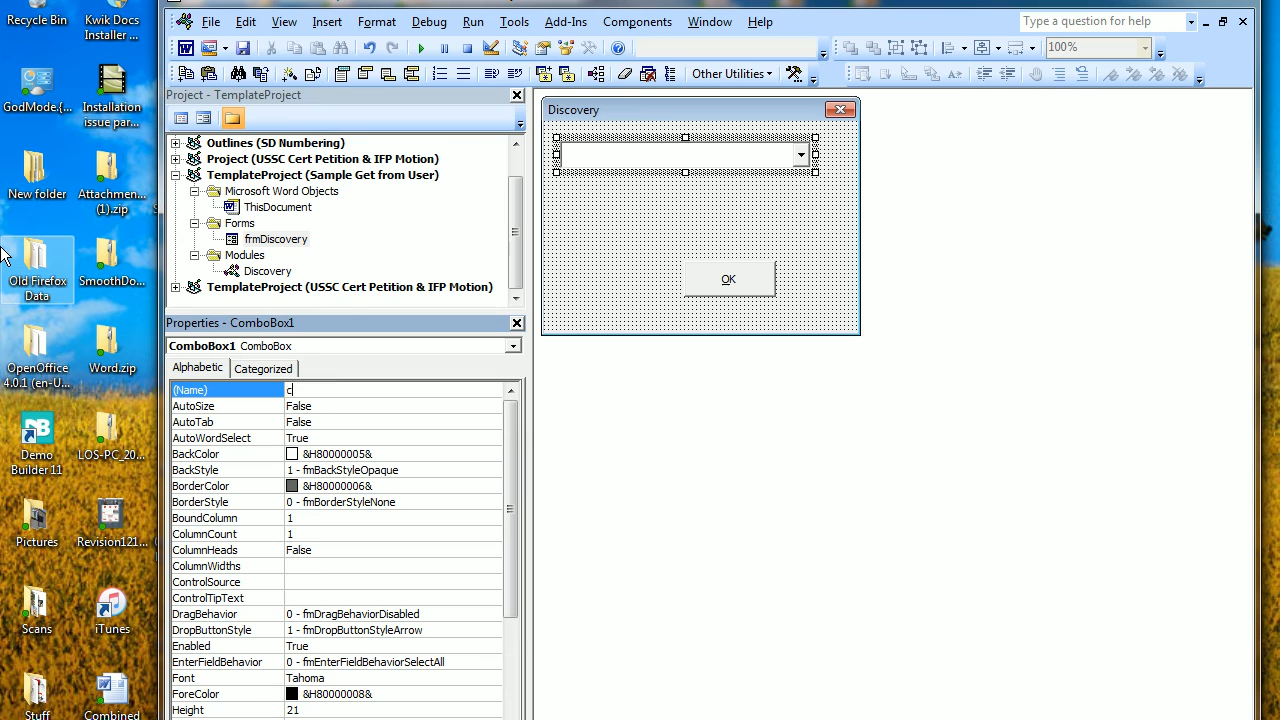 Recycle Bin
Kwik Docs
Installer ...
GodMode.{...
Installation
issue par...
New folder
Attachmen...
(1).zip
Old Firefox
Data
SmoothDo...
OpenOffice
4.0.1 (en-U...
Word.zip
Demo
Builder 11
LOS-PC_20...
Pictures
Revision121...
Scans
iTunes
Stuff
Combined
File Edit View Insert Format Debug Run Tools Add-Ins Components Window Help
Type a question for help
100%
Other Utilities
Project - TemplateProject
Outlines (SD Numbering)
Project (USSC Cert Petition & IFP Motion)
TemplateProject (Sample Get from User)
Microsoft Word Objects
ThisDocument
Forms
frmDiscovery
Modules
Discovery
TemplateProject (USSC Cert Petition & IFP Motion)
Properties - ComboBox1
ComboBox1 ComboBox
Alphabetic Categorized
(Name) c
AutoSize False
AutoTab False
AutoWordSelect True
BackColor &H80000005&
BackStyle 1 - fmBackStyleOpaque
BorderColor &H80000006&
BorderStyle 0 - fmBorderStyleNone
BoundColumn 1
ColumnCount 1
ColumnHeads False
ColumnWidths
ControlSource
ControlTipText
DragBehavior 0 - fmDragBehaviorDisabled
DropButtonStyle 1 - fmDropButtonStyleArrow
Enabled True
EnterFieldBehavior 0 - fmEnterFieldBehaviorSelectAll
Font Tahoma
ForeColor &H80000008&
Height 21
Discovery
OK